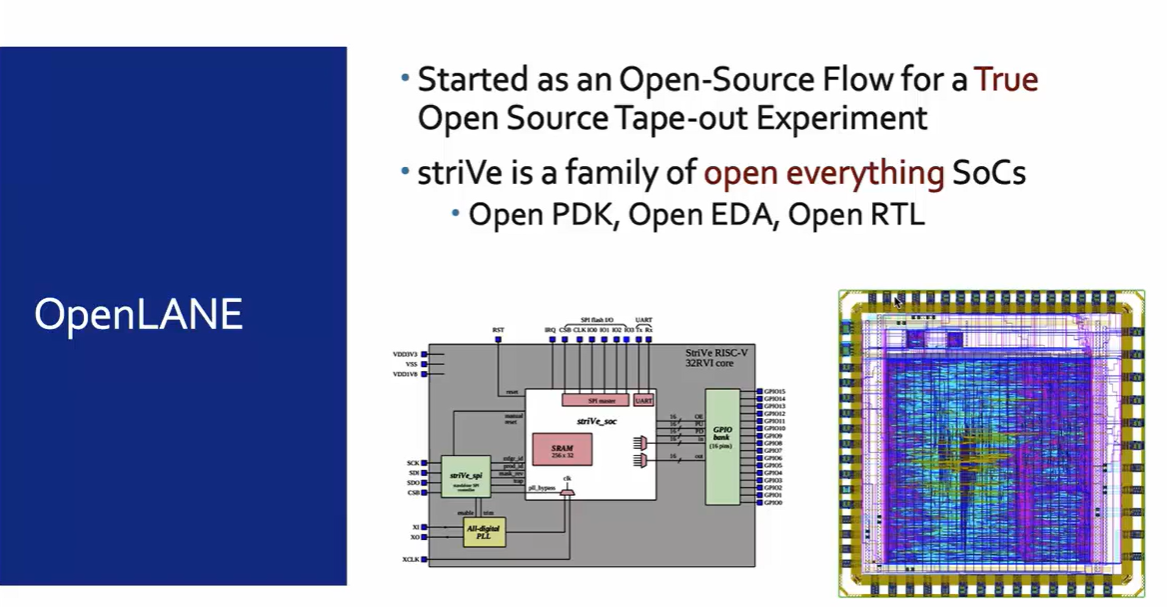 OpenLANE
• Started as an Open-Source Flow for a True
Open Source Tape-out Experiment
• striVe is a family of open everything SoCs
• Open PDK, Open EDA, Open RTL
SPI flash I/O
UART
RST
IRQ CSB CLK IO0 IO1 IO2 IO3 Tx Rx
StriVe RISC-V
32RVI core
VDD3V3
VSS
VDD1V8
reset
SPI master
UART
manual
reset
striVe_soc
SRAM
256 x 32
16 OE
16 PU
16 PD
16 in
16 out
GPIO
bank
(16 pins)
GPIO15
GPIO14
GPIO13
GPIO12
GPIO11
GPIO10
GPIO9
GPIO8
GPIO7
GPIO6
GPIO5
GPIO4
GPIO3
GPIO2
GPIO1
GPIO0
SCK
SDI
SDO
CSB
striVe_spi
controller
mfgr_id
prod_id
mask_rev
trap
pll_bypass
clk
enable
trim
All-digital
PLL
XI
XO
XCLK